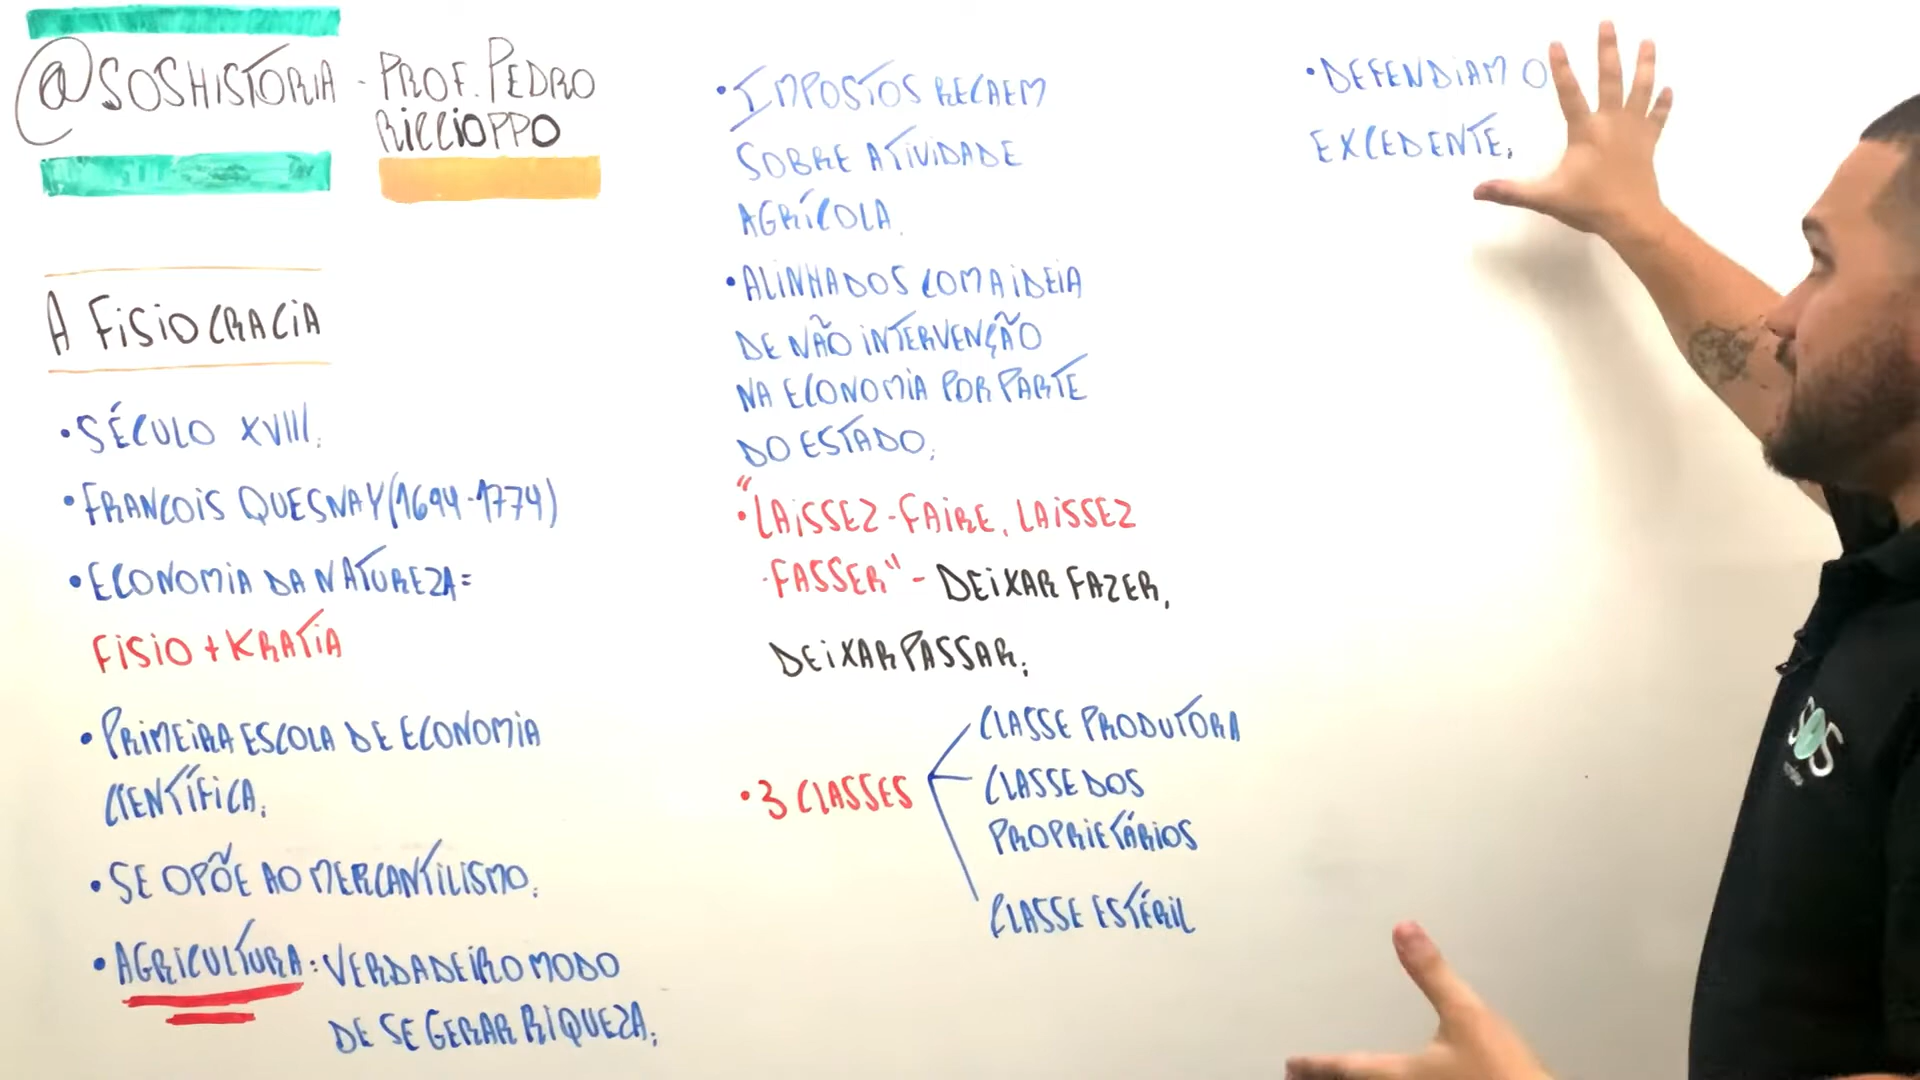 @SOSHISTÓRIA - PROF. PEDRO
RICCIOPPO
A FISIOCRACIA
• SÉCULO XVIII;
• FRANCOIS QUESNAY (1694-1774)
• ECONOMIA DA NATUREZA =
FISIO + KRATIA
• PRIMEIRA ESCOLA DE ECONOMIA
CIENTÍFICA;
• SE OPÕE AO MERCANTILISMO;
• AGRICULTURA: VERDADEIRO MODO
DE SE GERAR RIQUEZA;
• IMPOSTOS RECAEM
SOBRE ATIVIDADE
AGRÍCOLA.
• ALINHADOS COM A IDEIA
DE NÃO INTERVENÇÃO
NA ECONOMIA POR PARTE
DO ESTADO;
• "LAISSEZ-FAIRE, LAISSEZ
FASSER" - DEIXAR FAZER,
DEIXAR PASSAR;
• 3 CLASSES
CLASSE PRODUTORA
CLASSE DOS
PROPRIETÁRIOS
CLASSE ESTÉRIL
• DEFENDIAM O
EXCEDENTE;
SOS